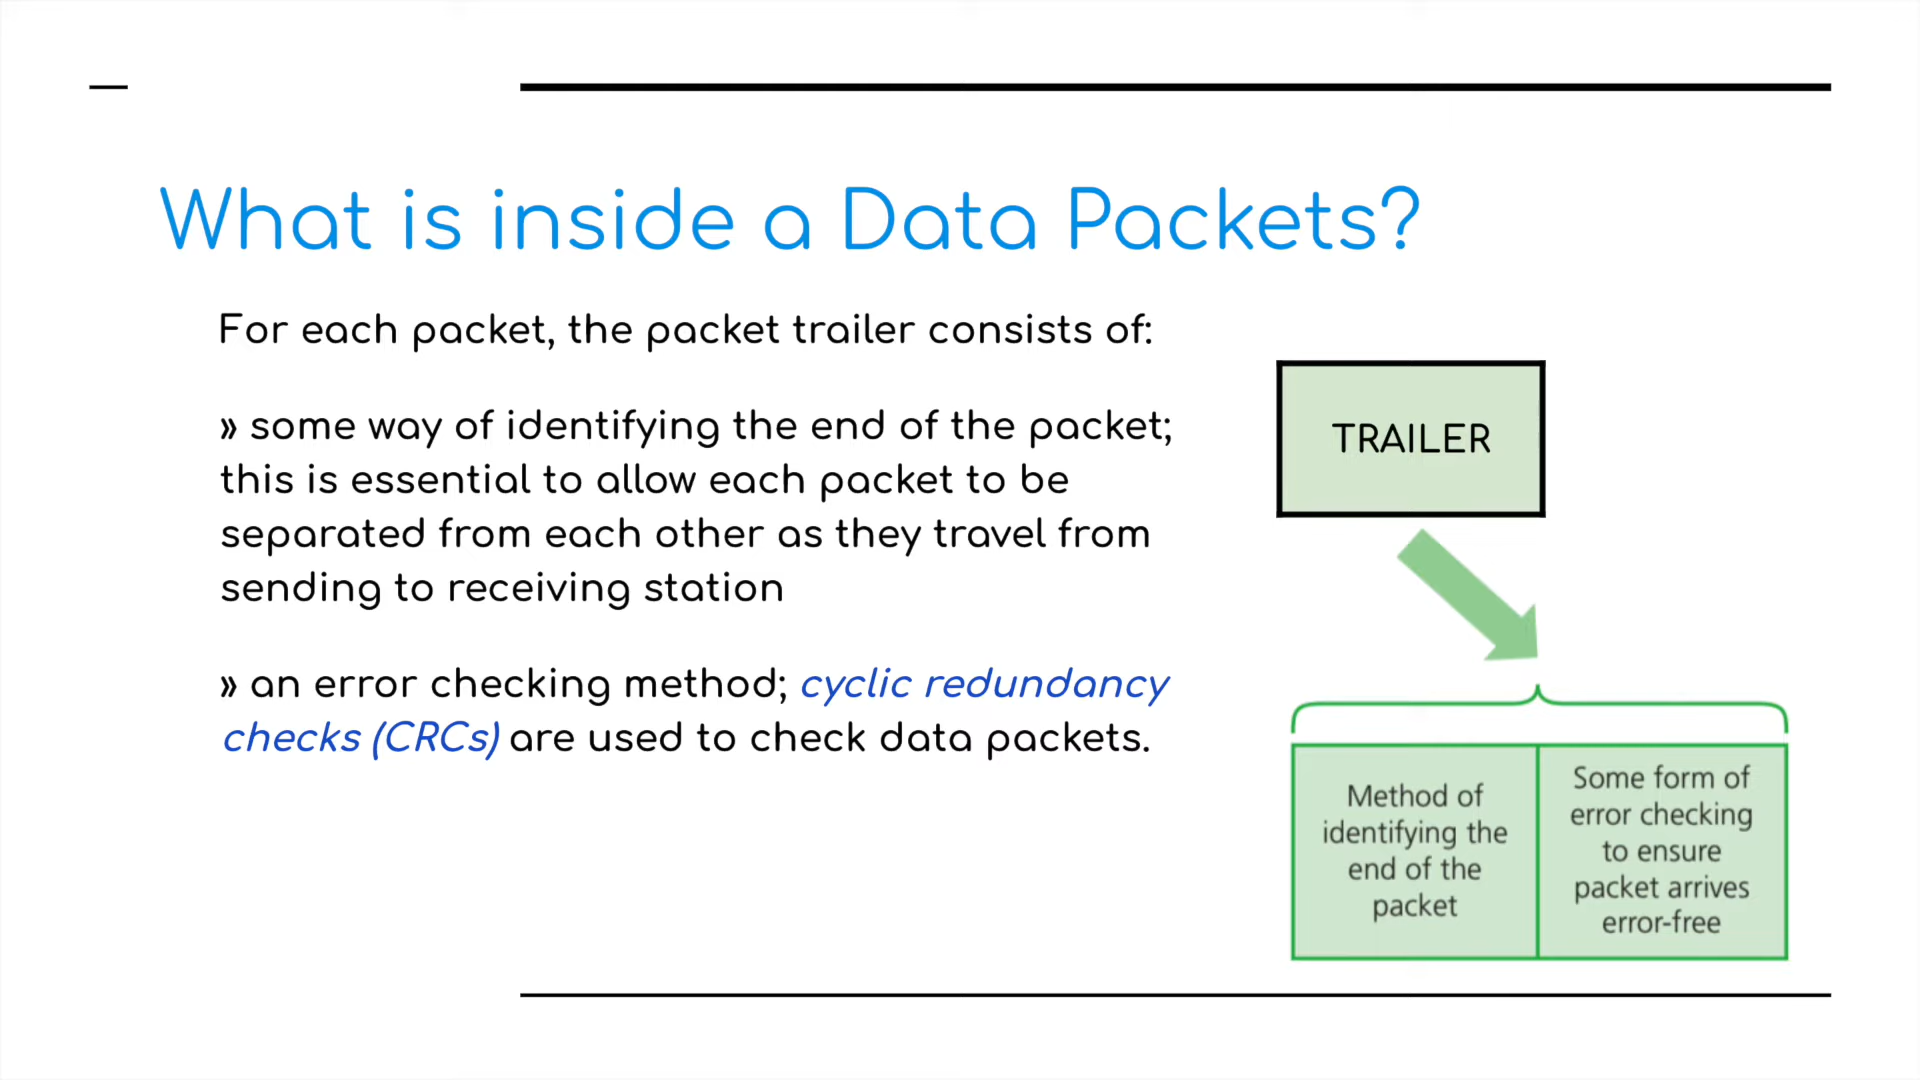 What is inside a Data Packets?
For each packet, the packet trailer consists of:
» some way of identifying the end of the packet;
this is essential to allow each packet to be
separated from each other as they travel from
sending to receiving station
» an error checking method; cyclic redundancy
checks (CRCs) are used to check data packets.
TRAILER
Method of
identifying the
end of the
packet
Some form of
error checking
to ensure
packet arrives
error-free